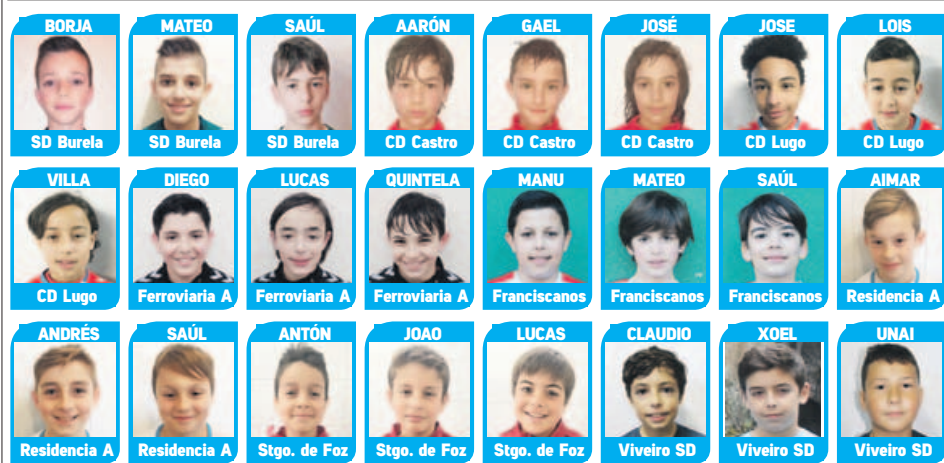 BORJA MATEO SAÚL AARÓN GAEL JOSÉ JOSE LOIS
SD Burela SD Burela SD Burela CD Castro CD Castro CD Castro CD Lugo CD Lugo
VILLA DIEGO LUCAS QUINTELA MANU MATEO SAÚL AIMAR
CD Lugo Ferroviaria A Ferroviaria A Ferroviaria A Franciscanos Franciscanos Franciscanos Residencia A
ANDRÉS SAÚL ANTÓN JOAO LUCAS CLAUDIO XOEL UNAI
Residencia A Residencia A Stgo. de Foz Stgo. de Foz Stgo. de Foz Viveiro SD Viveiro SD Viveiro SD